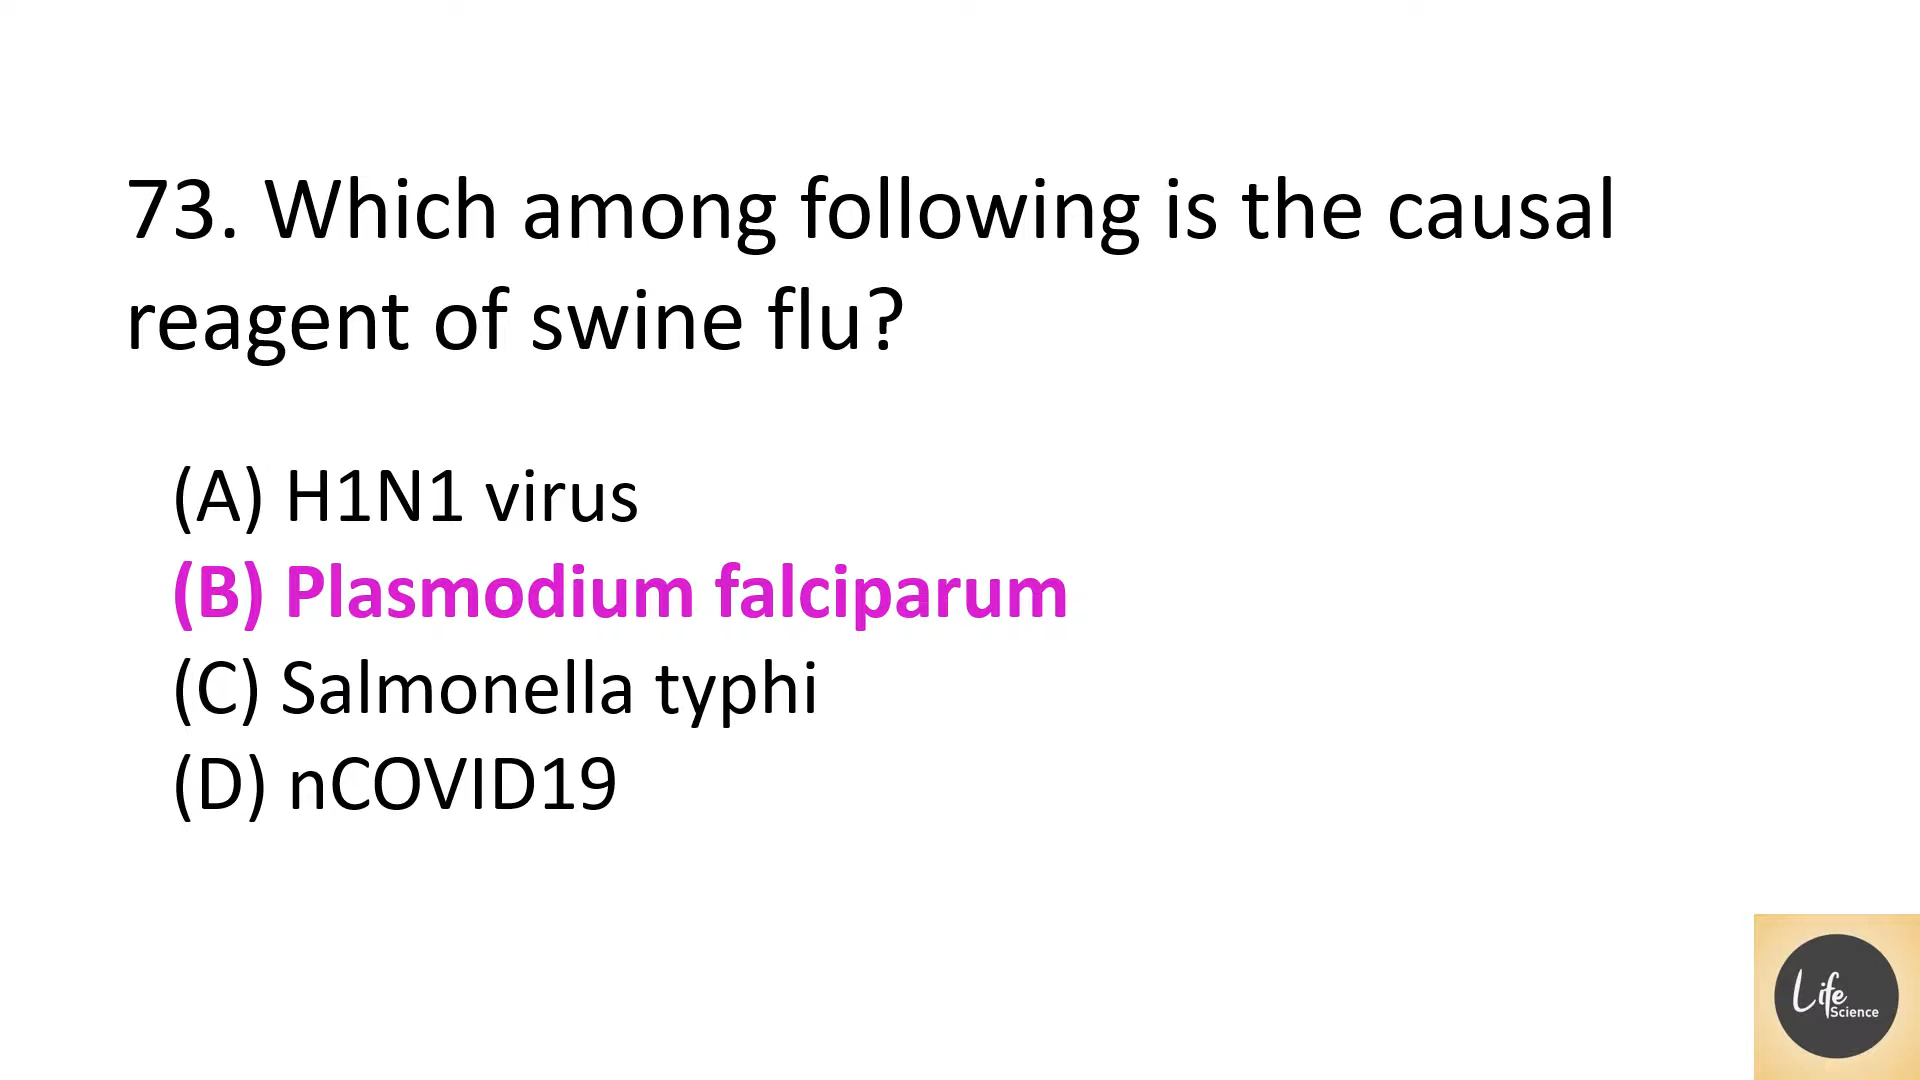 73. Which among following is the causal
reagent of swine flu?
(A) H1N1 virus
(B) Plasmodium falciparum
(C) Salmonella typhi
(D) nCOVID19
Life
Science